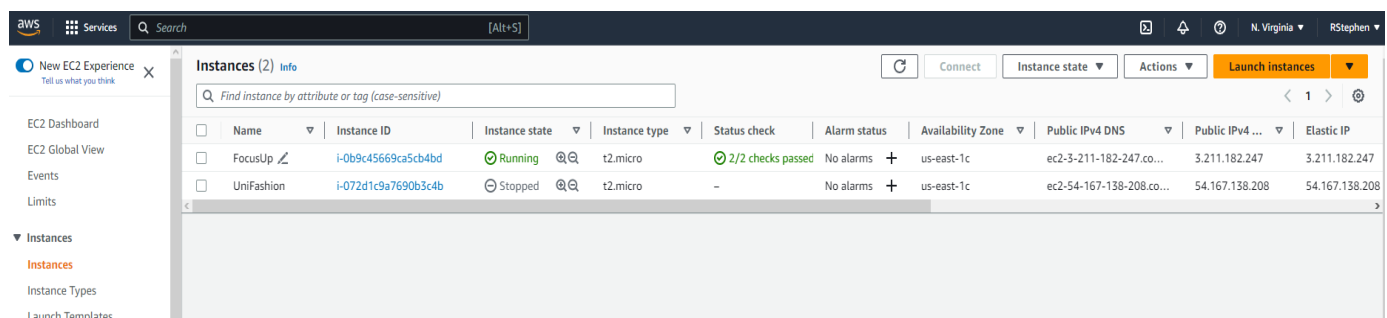 aws Services Search [Alt+S] N. Virginia ▼ RStephen ▼
New EC2 Experience
Tell us what you think
EC2 Dashboard
EC2 Global View
Events
Limits
▼ Instances
Instances
Instance Types
Launch Templates
Instances (2) Info Connect Instance state ▼ Actions ▼ Launch instances ▼
Find instance by attribute or tag (case-sensitive) < 1 >
Name Instance ID Instance state Instance type Status check Alarm status Availability Zone Public IPv4 DNS Public IPv4 ... Elastic IP
FocusUp i-0b9c45669ca5cb4bd Running t2.micro 2/2 checks passed No alarms + us-east-1c ec2-3-211-182-247.co... 3.211.182.247 3.211.182.247
UniFashion i-072d1c9a7690b3c4b Stopped t2.micro – No alarms + us-east-1c ec2-54-167-138-208.co... 54.167.138.208 54.167.138.208